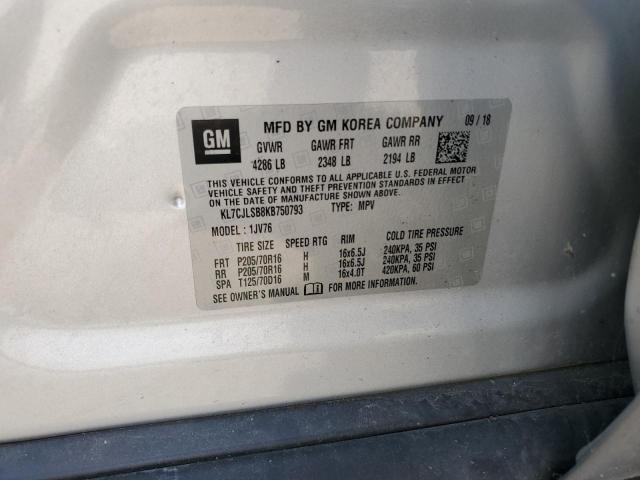 GM
MFD BY GM KOREA COMPANY 09 / 18
GVWR GAWR FRT GAWR RR
4286 LB 2348 LB 2194 LB
THIS VEHICLE CONFORMS TO ALL APPLICABLE U.S. FEDERAL MOTOR
VEHICLE SAFETY AND THEFT PREVENTION STANDARDS IN EFFECT
ON THE DATE OF MANUFACTURE SHOWN ABOVE.
KL7CJLSB8KB750793 TYPE: MPV
MODEL : 1JV76
TIRE SIZE SPEED RTG RIM COLD TIRE PRESSURE
FRT P205/70R16 H 16x6.5J 240KPA, 35 PSI
RR P205/70R16 H 16x6.5J 240KPA, 35 PSI
SPA T125/70D16 M 16x4.0T 420KPA, 60 PSI
SEE OWNER'S MANUAL FOR MORE INFORMATION.